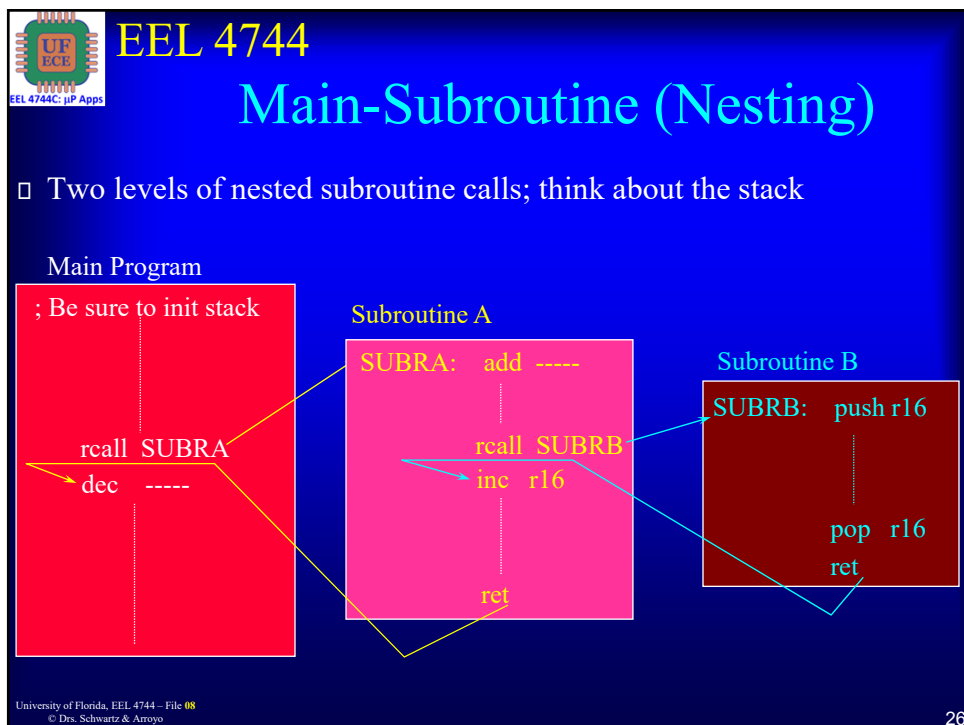 UF
ECE
EEL 4744C: µP Apps
EEL 4744
Main-Subroutine (Nesting)
Two levels of nested subroutine calls; think about the stack
Main Program
; Be sure to init stack
rcall SUBRA
dec -----
Subroutine A
SUBRA: add -----
rcall SUBRB
inc r16
ret
Subroutine B
SUBRB: push r16
pop r16
ret
University of Florida, EEL 4744 – File 08
© Drs. Schwartz & Arroyo
26